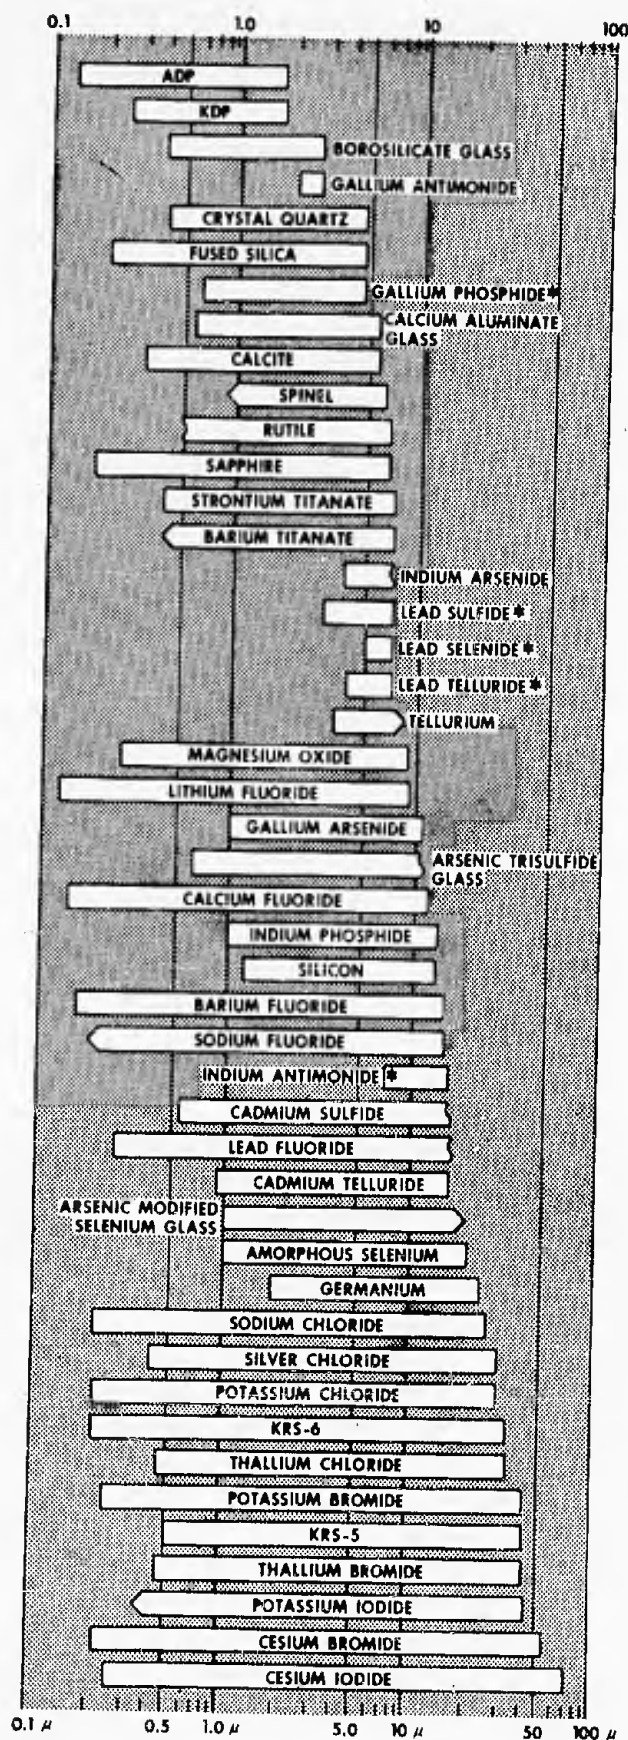 0.1 1.0 10 100
ADP
KDP
BOROSILICATE GLASS
GALLIUM ANTIMONIDE
CRYSTAL QUARTZ
FUSED SILICA
GALLIUM PHOSPHIDE*
CALCIUM ALUMINATE
GLASS
CALCITE
SPINEL
RUTILE
SAPPHIRE
STRONTIUM TITANATE
BARIUM TITANATE
INDIUM ARSENIDE
LEAD SULFIDE*
LEAD SELENIDE*
LEAD TELLURIDE*
TELLURIUM
MAGNESIUM OXIDE
LITHIUM FLUORIDE
GALLIUM ARSENIDE
ARSENIC TRISULFIDE
GLASS
CALCIUM FLUORIDE
INDIUM PHOSPHIDE
SILICON
BARIUM FLUORIDE
SODIUM FLUORIDE
INDIUM ANTIMONIDE*
CADMIUM SULFIDE
LEAD FLUORIDE
CADMIUM TELLURIDE
ARSENIC MODIFIED
SELENIUM GLASS
AMORPHOUS SELENIUM
GERMANIUM
SODIUM CHLORIDE
SILVER CHLORIDE
POTASSIUM CHLORIDE
KRS-6
THALLIUM CHLORIDE
POTASSIUM BROMIDE
KRS-5
THALLIUM BROMIDE
POTASSIUM IODIDE
CESIUM BROMIDE
CESIUM IODIDE
0.1 μ 0.5 1.0 μ 5.0 10 μ 50 100 μ